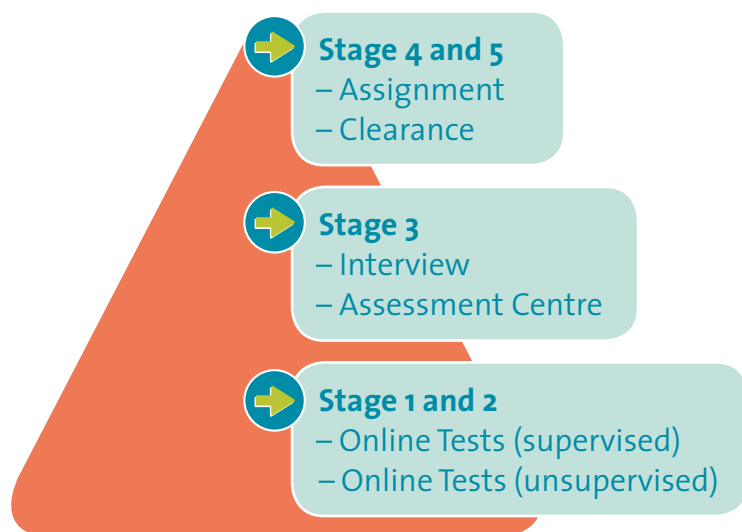 Stage 4 and 5
– Assignment
– Clearance
Stage 3
– Interview
– Assessment Centre
Stage 1 and 2
– Online Tests (supervised)
– Online Tests (unsupervised)